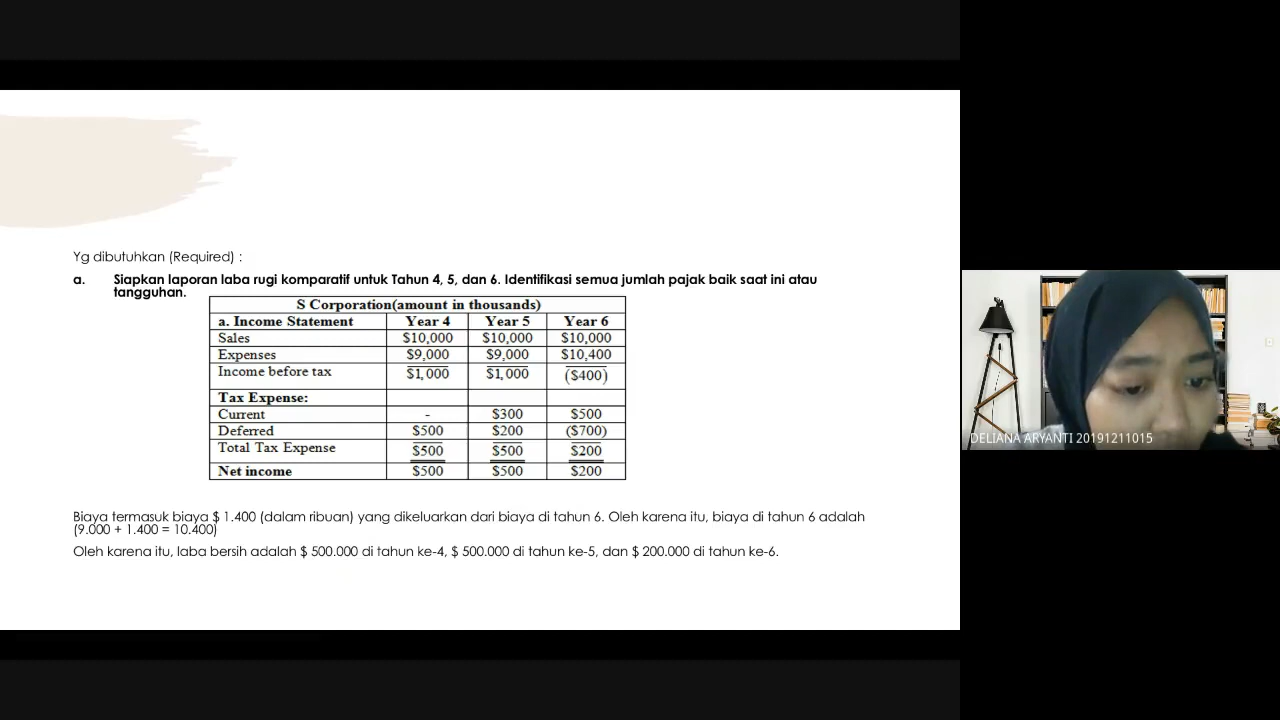 Yg dibutuhkan (Required) :
a. Siapkan laporan laba rugi komparatif untuk Tahun 4, 5, dan 6. Identifikasi semua jumlah pajak baik saat ini atau
tangguhan.
S Corporation(amount in thousands)
a. Income Statement Year 4 Year 5 Year 6
Sales $10,000 $10,000 $10,000
Expenses $9,000 $9,000 $10,400
Income before tax $1,000 $1,000 ($400)
Tax Expense:
Current - $300 $500
Deferred $500 $200 ($700)
Total Tax Expense $500 $500 $200
Net income $500 $500 $200
Biaya termasuk biaya $ 1.400 (dalam ribuan) yang dikeluarkan dari biaya di tahun 6. Oleh karena itu, biaya di tahun 6 adalah
(9.000 + 1.400 = 10.400)
Oleh karena itu, laba bersih adalah $ 500.000 di tahun ke-4, $ 500.000 di tahun ke-5, dan $ 200.000 di tahun ke-6.
DELIANA ARYANTI 20191211015